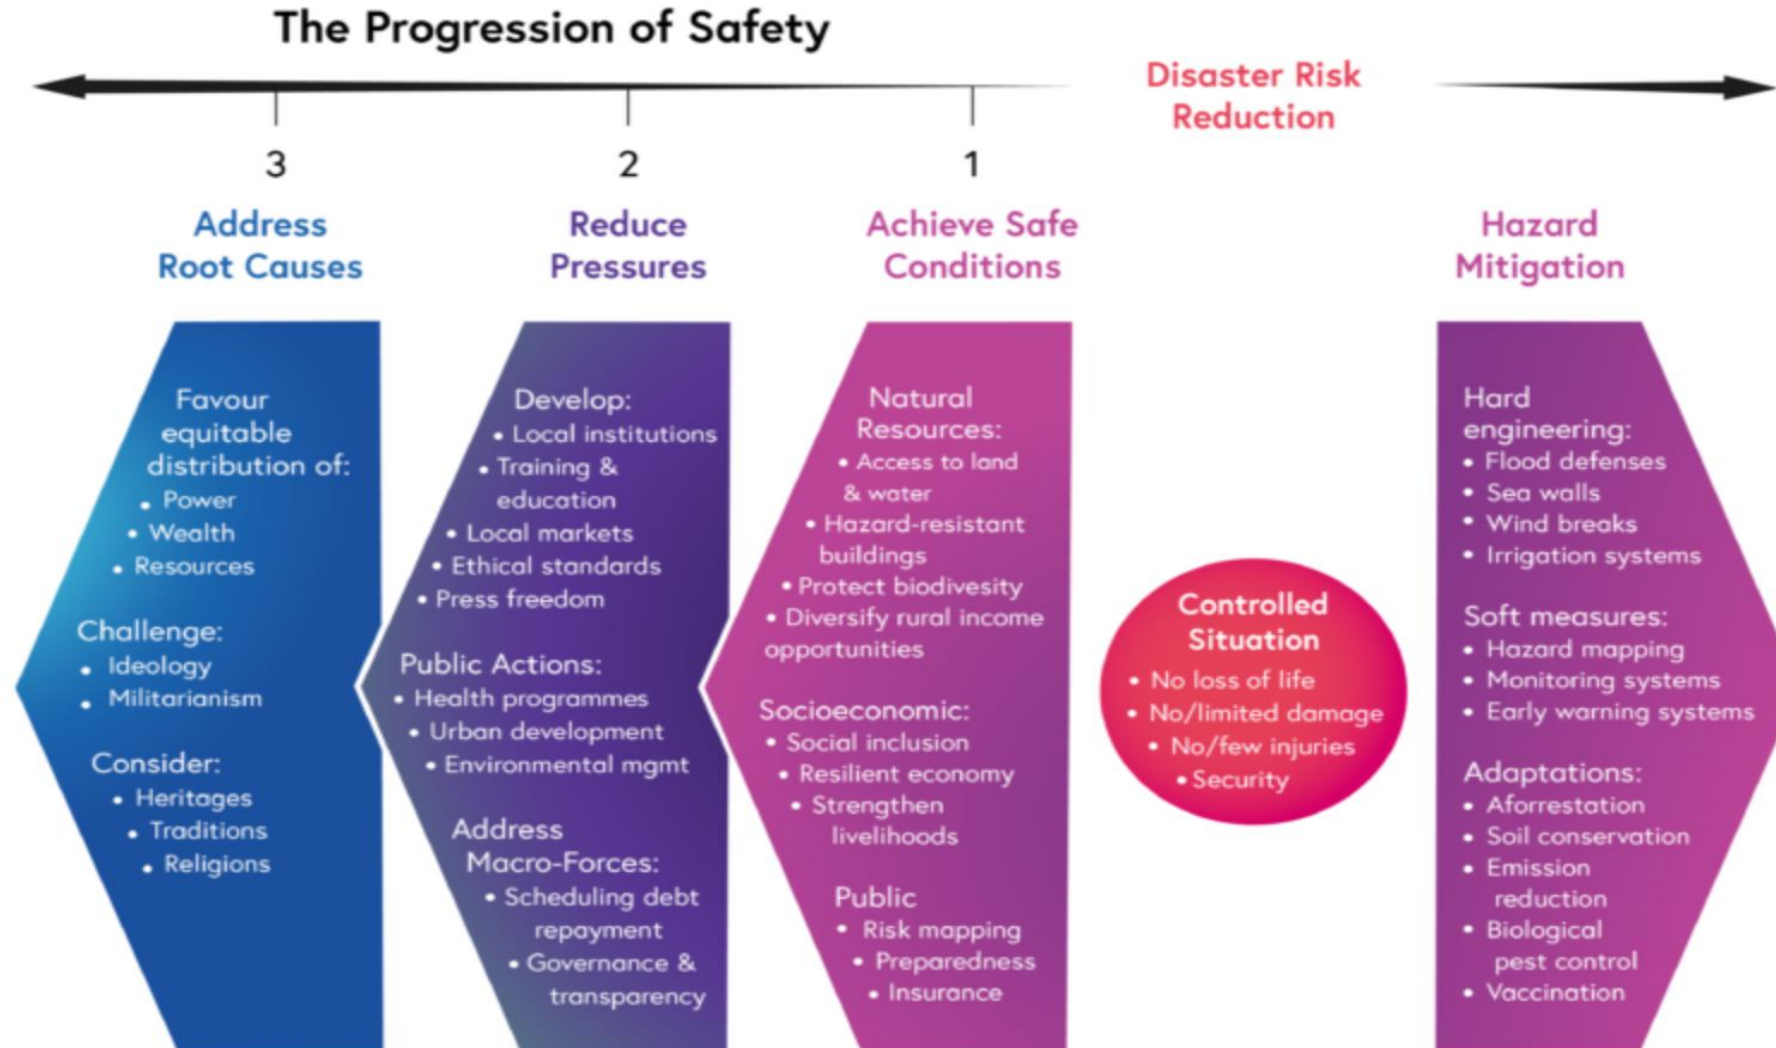 The Progression of Safety
Disaster Risk
Reduction
3
2
1
Address
Root Causes
Reduce
Pressures
Achieve Safe
Conditions
Hazard
Mitigation
Favour
equitable
distribution of:
• Power
• Wealth
• Resources
Challenge:
• Ideology
• Militarianism
Consider:
• Heritages
• Traditions
• Religions
Develop:
• Local institutions
• Training &
education
• Local markets
• Ethical standards
• Press freedom
Public Actions:
• Health programmes
• Urban development
• Environmental mgmt
Address
Macro-Forces:
• Scheduling debt
repayment
• Governance &
transparency
Natural
Resources:
• Access to land
& water
• Hazard-resistant
buildings
• Protect biodivesity
• Diversify rural income
opportunities
Socioeconomic:
• Social inclusion
• Resilient economy
• Strengthen
livelihoods
Public
• Risk mapping
• Preparedness
• Insurance
Controlled
Situation
• No loss of life
• No/limited damage
• No/few injuries
• Security
Hard
engineering:
• Flood defenses
• Sea walls
• Wind breaks
• Irrigation systems
Soft measures:
• Hazard mapping
• Monitoring systems
• Early warning systems
Adaptations:
• Aforrestation
• Soil conservation
• Emission
reduction
• Biological
pest control
• Vaccination